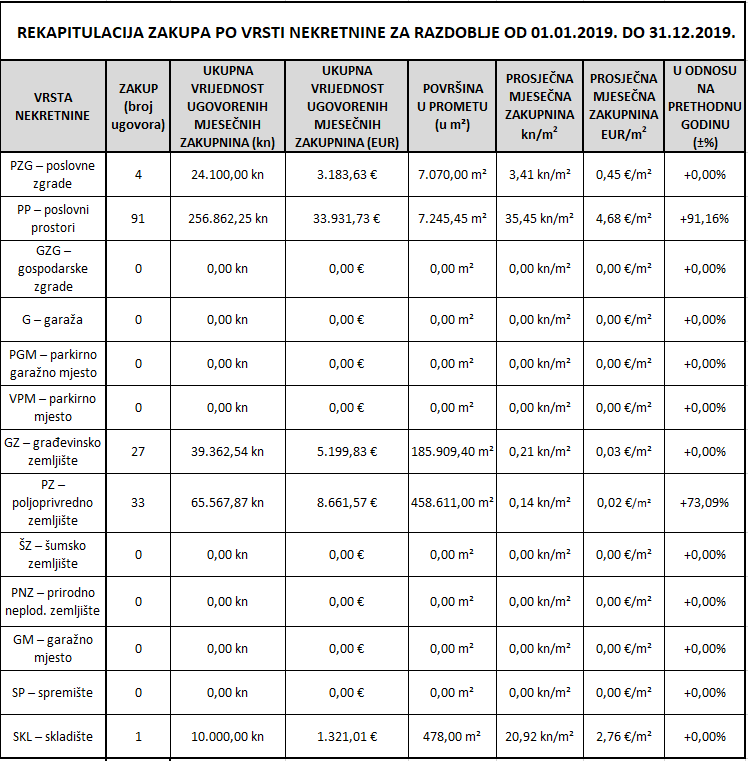 REKAPITULACIJA ZAKUPA PO VRSTI NEKRETNINE ZA RAZDOBLJE OD 01.01.2019. DO 31.12.2019.
VRSTA
NEKRETNINE
ZAKUP
(broj
ugovora)
UKUPNA
VRIJEDNOST
UGOVORENIH
MJESEČNIH
ZAKUPNINA (kn)
UKUPNA
VRIJEDNOST
UGOVORENIH
MJESEČNIH
ZAKUPNINA (EUR)
POVRŠINA
U PROMETU
(u m²)
PROSJEČNA
MJESEČNA
ZAKUPNINA
kn/m²
PROSJEČNA
MJESEČNA
ZAKUPNINA
EUR/m²
U ODNOSU
NA
PRETHODNU
GODINU
(±%)
PZG – poslovne
zgrade
4 24.100,00 kn 3.183,63 € 7.070,00 m² 3,41 kn/m² 0,45 €/m² +0,00%
PP – poslovni
prostori
91 256.862,25 kn 33.931,73 € 7.245,45 m² 35,45 kn/m² 4,68 €/m² +91,16%
GZG –
gospodarske
zgrade
0 0,00 kn 0,00 € 0,00 m² 0,00 kn/m² 0,00 €/m² +0,00%
G – garaža 0 0,00 kn 0,00 € 0,00 m² 0,00 kn/m² 0,00 €/m² +0,00%
PGM – parkirno
garažno mjesto
0 0,00 kn 0,00 € 0,00 m² 0,00 kn/m² 0,00 €/m² +0,00%
VPM – parkirno
mjesto
0 0,00 kn 0,00 € 0,00 m² 0,00 kn/m² 0,00 €/m² +0,00%
GZ – građevinsko
zemljište
27 39.362,54 kn 5.199,83 € 185.909,40 m² 0,21 kn/m² 0,03 €/m² +0,00%
PZ –
poljoprivredno
zemljište
33 65.567,87 kn 8.661,57 € 458.611,00 m² 0,14 kn/m² 0,02 €/m² +73,09%
ŠZ – šumsko
zemljište
0 0,00 kn 0,00 € 0,00 m² 0,00 kn/m² 0,00 €/m² +0,00%
PNZ – prirodno
neplod. zemljište
0 0,00 kn 0,00 € 0,00 m² 0,00 kn/m² 0,00 €/m² +0,00%
GM – garažno
mjesto
0 0,00 kn 0,00 € 0,00 m² 0,00 kn/m² 0,00 €/m² +0,00%
SP – spremište 0 0,00 kn 0,00 € 0,00 m² 0,00 kn/m² 0,00 €/m² +0,00%
SKL – skladište 1 10.000,00 kn 1.321,01 € 478,00 m² 20,92 kn/m² 2,76 €/m² +0,00%